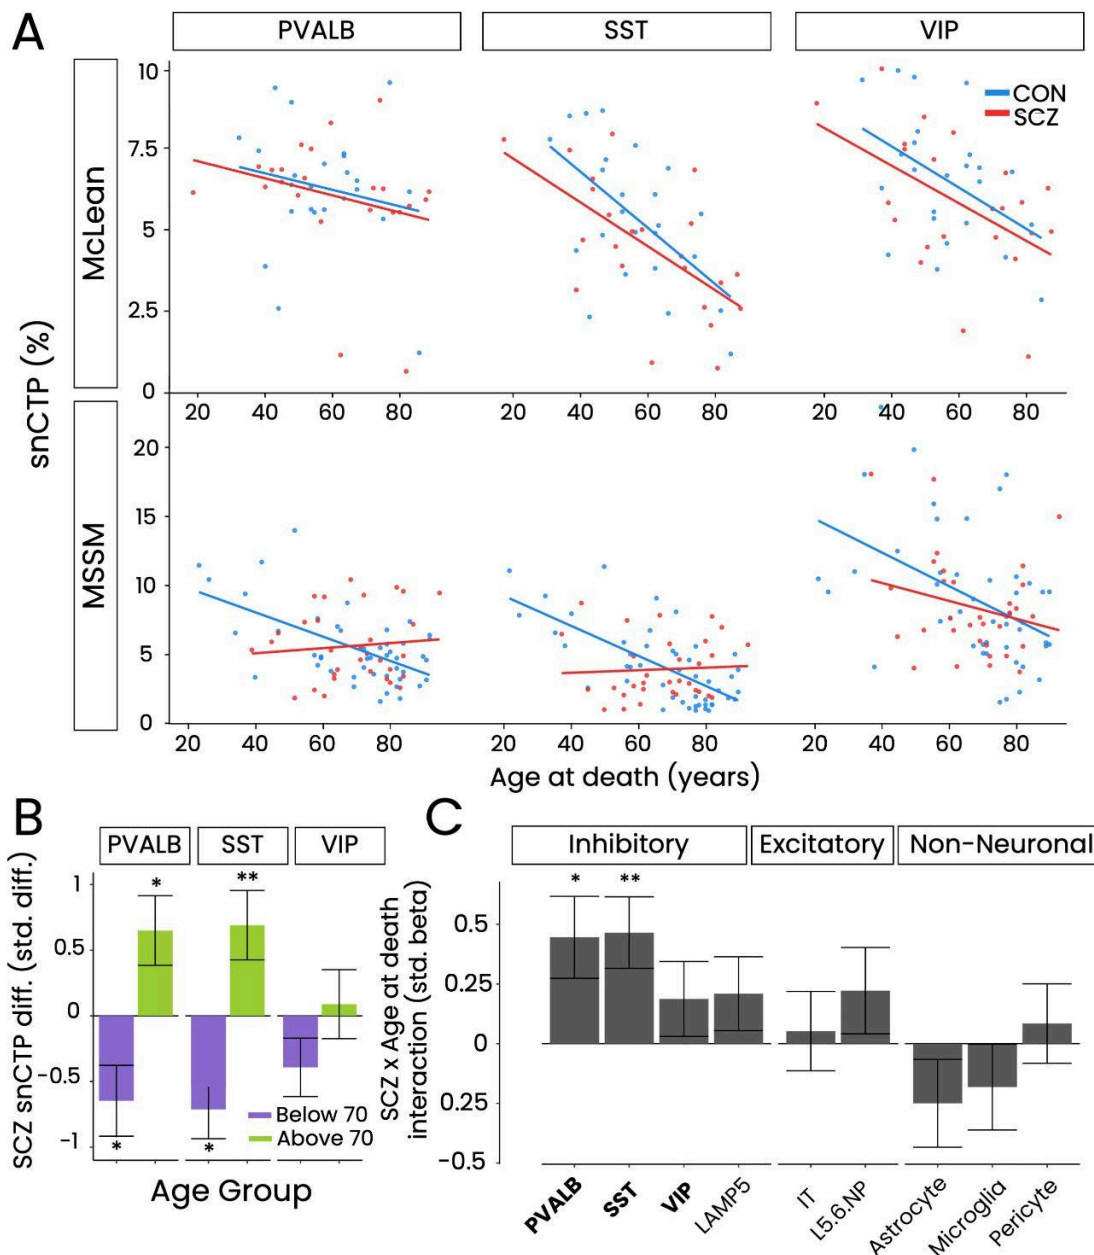 A
PVALB SST VIP
CON
SCZ
McLean
10
7.5
5
2.5
0
20 40 60 80 20 40 60 80 20 40 60 80
snCTP (%)
MSSM
20
15
10
5
0
20 40 60 80 20 40 60 80 20 40 60 80
Age at death (years)
B
PVALB SST VIP
SCZ snCTP diff. (std. diff.)
1
0.5
0
-0.5
-1
* **
* *
Below 70
Above 70
Age Group
C
Inhibitory Excitatory Non-Neuronal
SCZ x Age at death
interaction (std. beta)
* **
0.5
0.25
0
0.25
-0.5
PVALB SST VIP LAMP5 IT L5.6.NP Astrocyte Microglia Pericyte